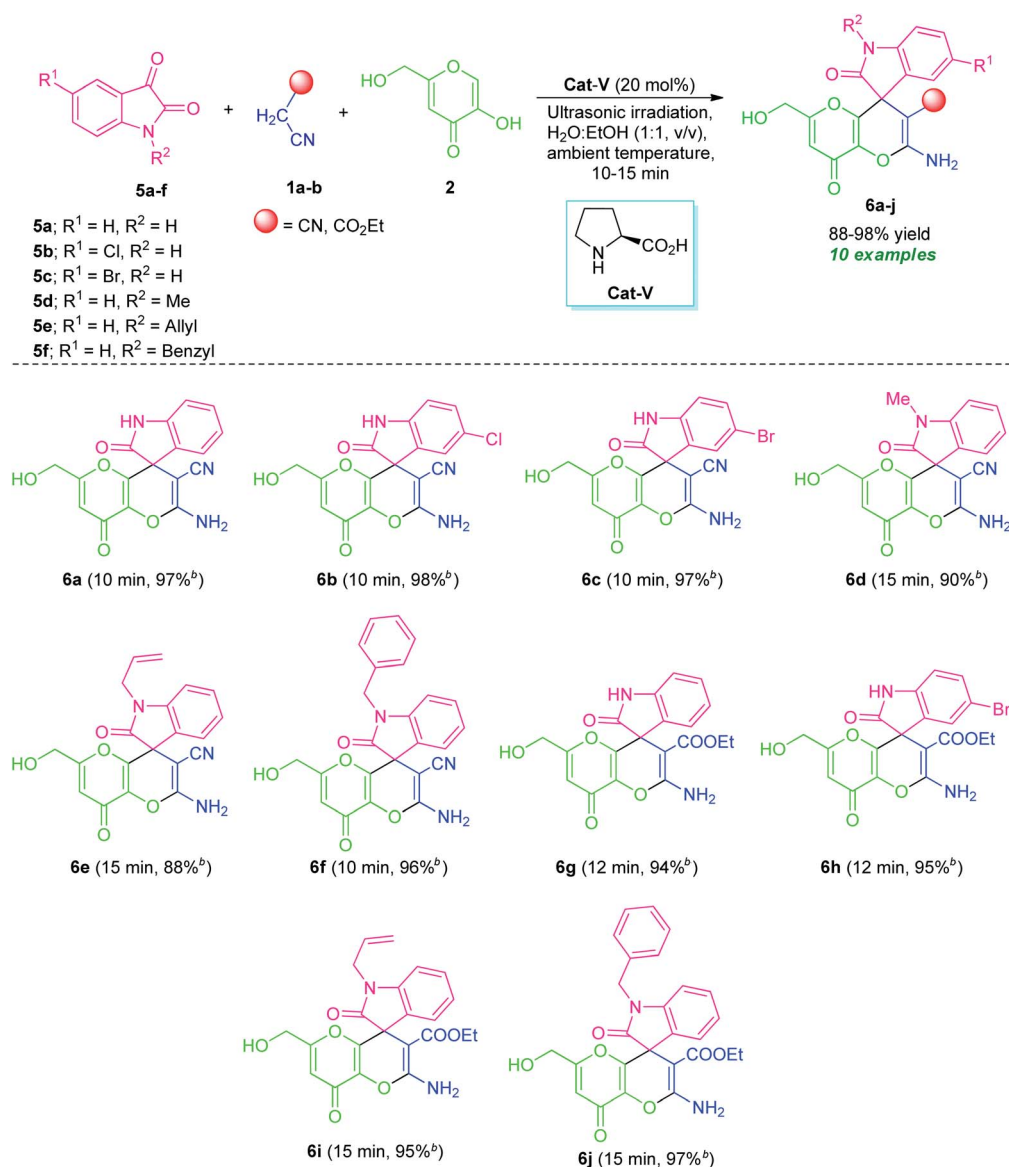 R¹
O
O
N
R²
5a-f
+
H₂C
CN
1a-b
+
HO
O
OH
O
2
Cat-V (20 mol%)
Ultrasonic irradiation,
H₂O:EtOH (1:1, v/v),
ambient temperature,
10-15 min
N
H
CO₂H
Cat-V
R²
N
R¹
O
O
HO
O
NH₂
O
6a-j
88-98% yield
10 examples
5a; R¹ = H, R² = H
5b; R¹ = Cl, R² = H
5c; R¹ = Br, R² = H
5d; R¹ = H, R² = Me
5e; R¹ = H, R² = Allyl
5f; R¹ = H, R² = Benzyl
= CN, CO₂Et
HN
O
O
CN
HO
O
NH₂
O
6a (10 min, 97%ᵇ)
HN
Cl
O
O
CN
HO
O
NH₂
O
6b (10 min, 98%ᵇ)
HN
Br
O
O
CN
HO
O
NH₂
O
6c (10 min, 97%ᵇ)
Me
N
O
O
CN
HO
O
NH₂
O
6d (15 min, 90%ᵇ)
N
O
O
CN
HO
O
NH₂
O
6e (15 min, 88%ᵇ)
N
O
O
CN
HO
O
NH₂
O
6f (10 min, 96%ᵇ)
HN
O
O
COOEt
HO
O
NH₂
O
6g (12 min, 94%ᵇ)
HN
Br
O
O
COOEt
HO
O
NH₂
O
6h (12 min, 95%ᵇ)
N
O
O
COOEt
HO
O
NH₂
O
6i (15 min, 95%ᵇ)
N
O
O
COOEt
HO
O
NH₂
O
6j (15 min, 97%ᵇ)